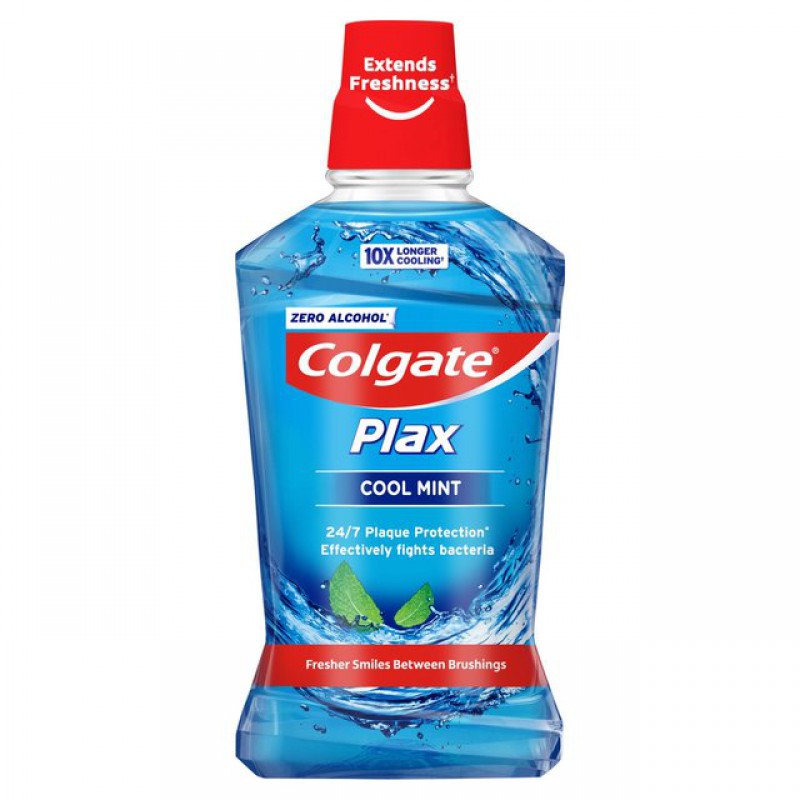 Extends
Freshness†
10X LONGER
COOLING‡
ZERO ALCOHOL*
Colgate®
Plax
COOL MINT
24/7 Plaque Protection*
Effectively fights bacteria
Fresher Smiles Between Brushings